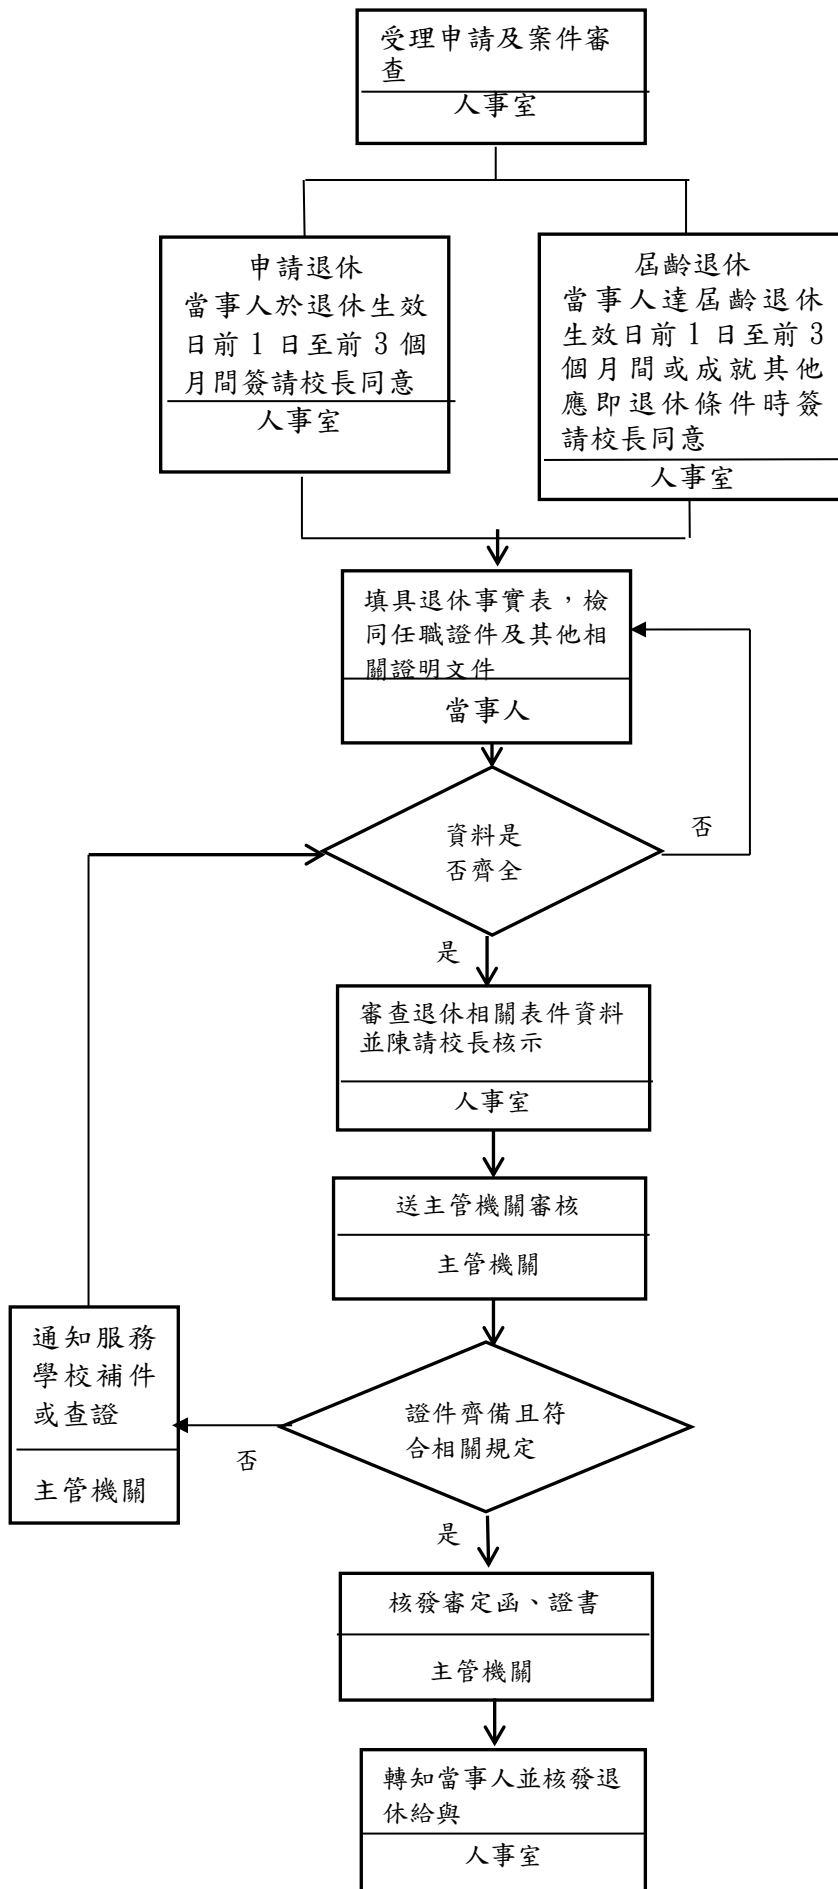 受理申請及案件審
查
人事室
申請退休
當事人於退休生效
日前 1 日至前 3 個
月間簽請校長同意
人事室
屆齡退休
當事人達屆齡退休
生效日前 1 日至前 3
個月間或成就其他
應即退休條件時簽
請校長同意
人事室
填具退休事實表，檢
同任職證件及其他相
關證明文件
當事人
資料是
否齊全
否
是
審查退休相關表件資料
並陳請校長核示
人事室
送主管機關審核
主管機關
通知服務
學校補件
或查證
主管機關
證件齊備且符
合相關規定
否
是
核發審定函、證書
主管機關
轉知當事人並核發退
休給與
人事室